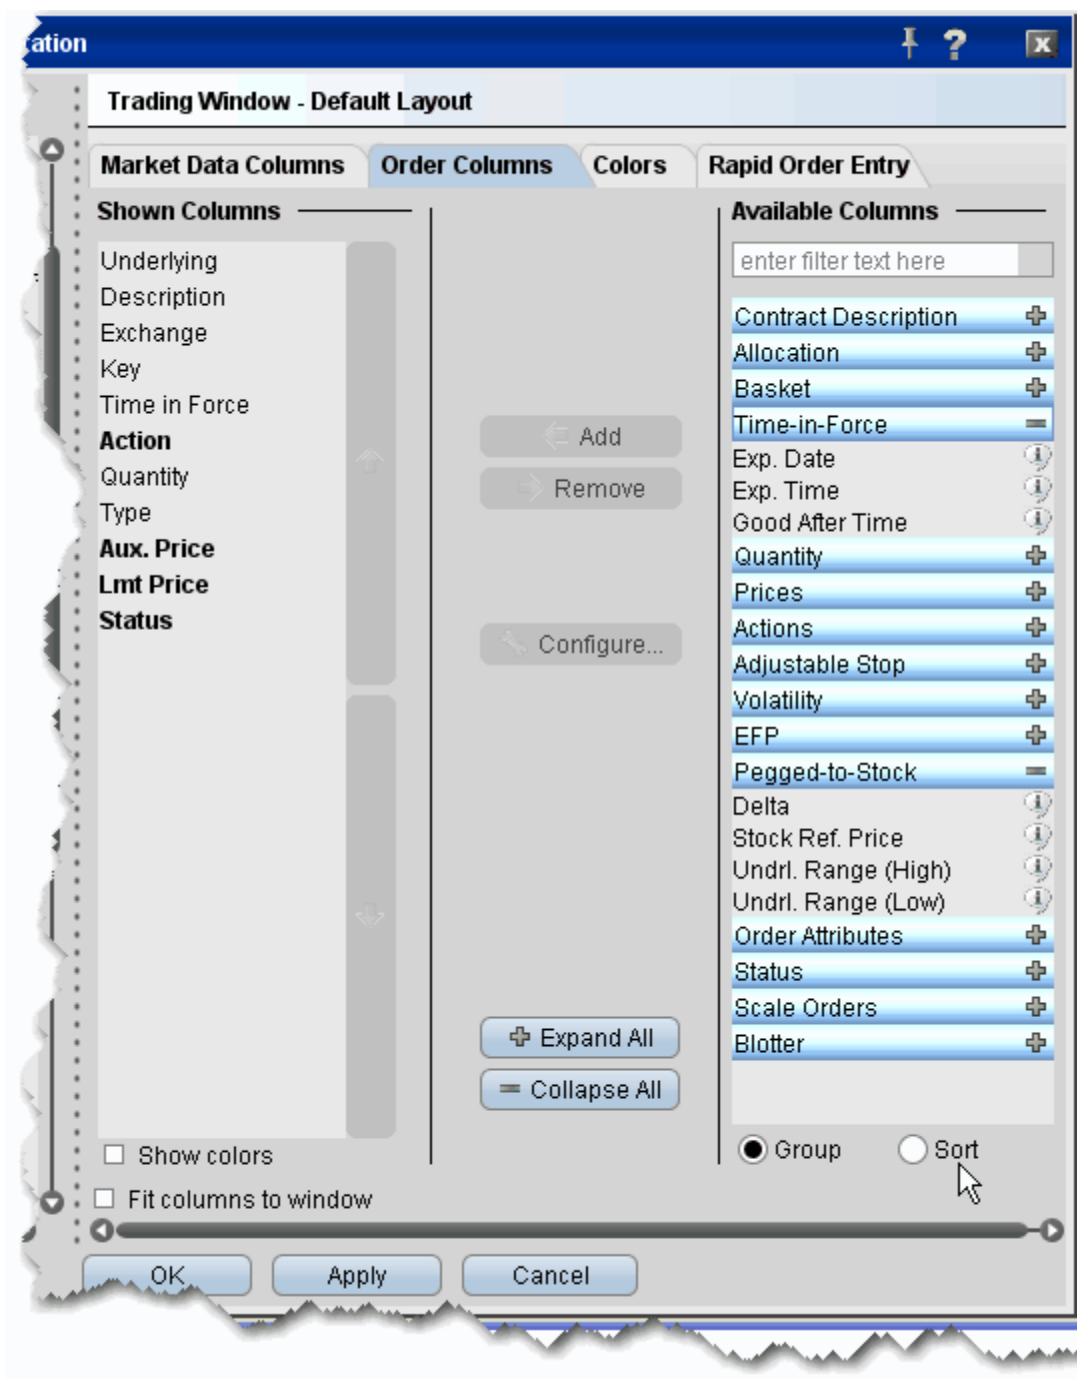 ation ?
Trading Window - Default Layout
Market Data Columns Order Columns Colors Rapid Order Entry
Shown Columns
Underlying
Description
Exchange
Key
Time in Force
Action
Quantity
Type
Aux. Price
Lmt Price
Status
Show colors
Fit columns to window
Add
Remove
Configure...
Expand All
Collapse All
Available Columns
enter filter text here
Contract Description
Allocation
Basket
Time-in-Force
Exp. Date
Exp. Time
Good After Time
Quantity
Prices
Actions
Adjustable Stop
Volatility
EFP
Pegged-to-Stock
Delta
Stock Ref. Price
Undrl. Range (High)
Undrl. Range (Low)
Order Attributes
Status
Scale Orders
Blotter
Group Sort
OK Apply Cancel